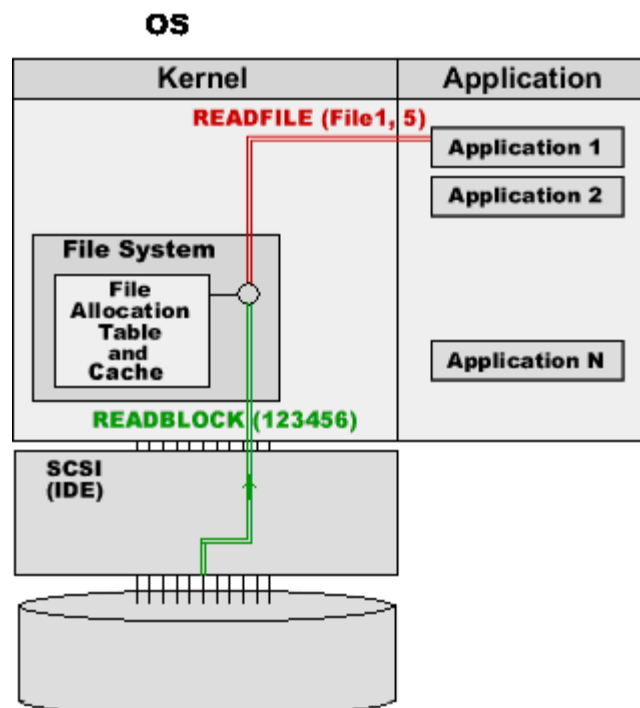 OS
Kernel
Application
READFILE (File1, 5)
Application 1
Application 2
File System
File
Allocation
Table
and
Cache
Application N
READBLOCK (123456)
SCSI
(IDE)